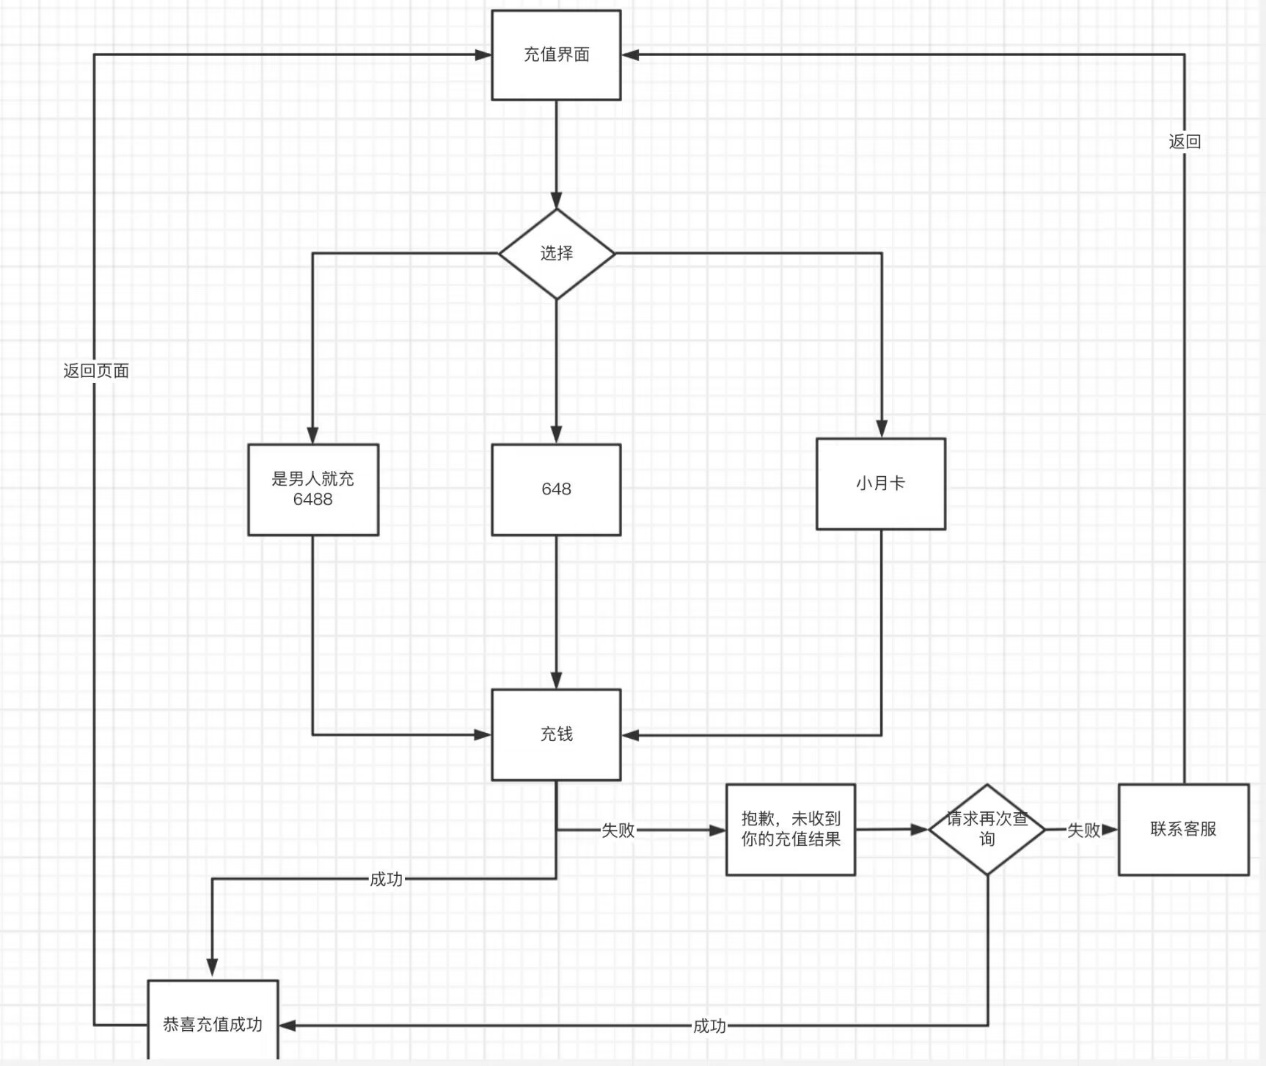 充值界面
返回
选择
返回页面
是男人就充
6488
648
小月卡
充钱
失败
抱歉，未收到
你的充值结果
请求再次查
询
失败
联系客服
成功
恭喜充值成功
成功